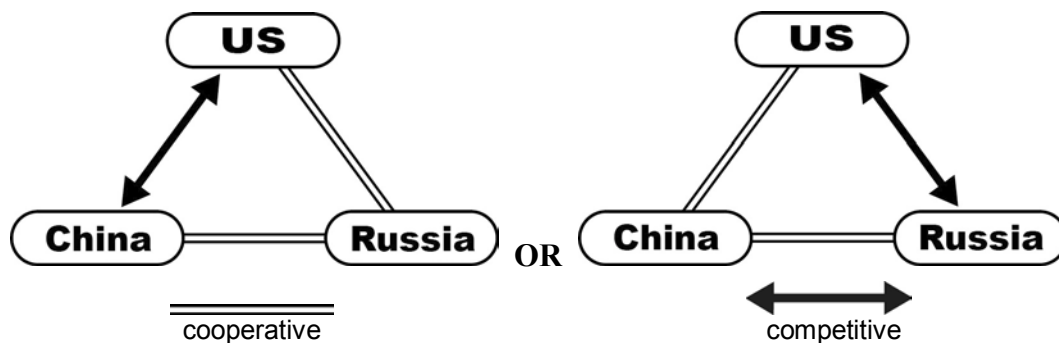 US
US
China
Russia
OR
China
Russia
cooperative
competitive